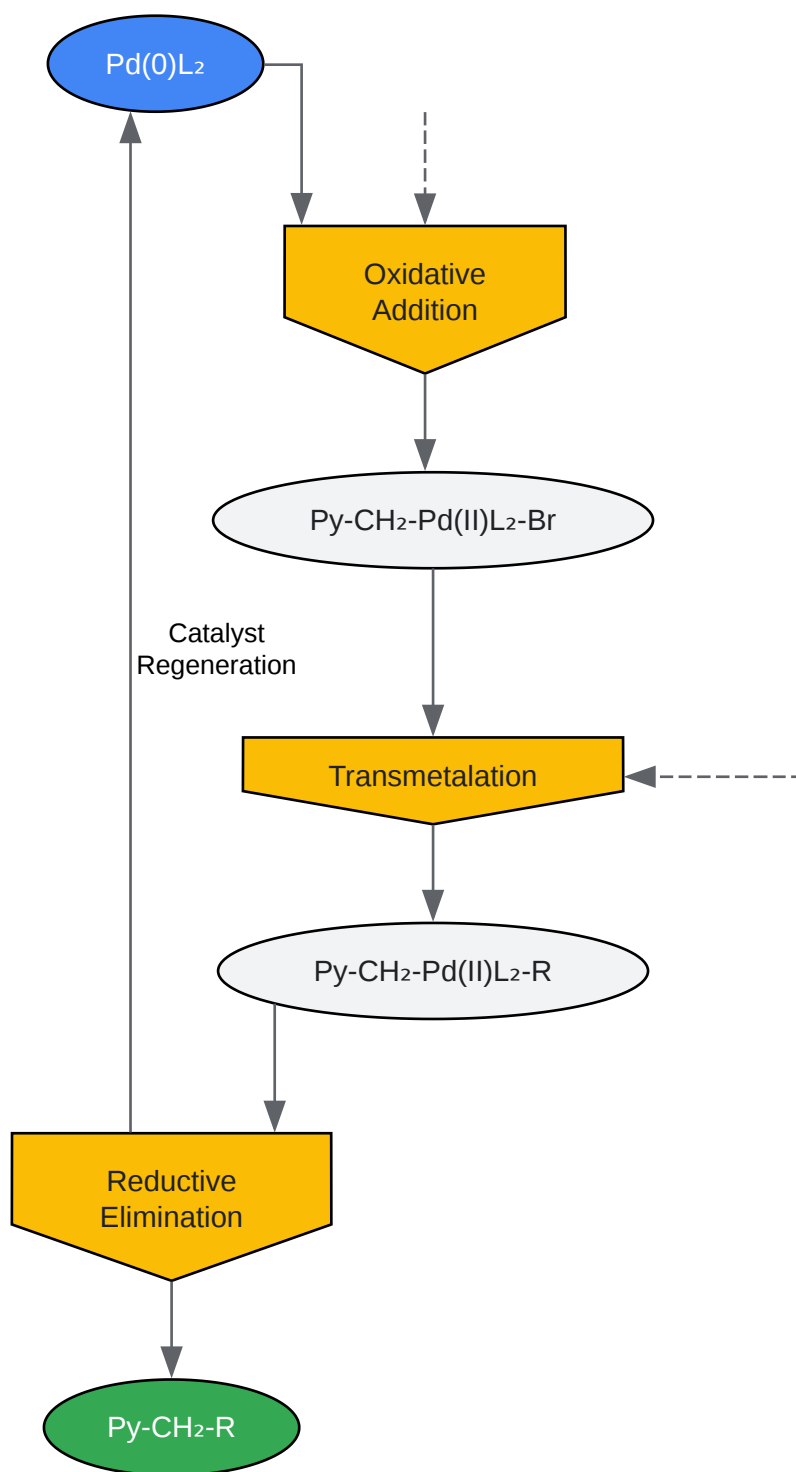 Pd(0)L₂
Oxidative
Addition
Py-CH₂-Pd(II)L₂-Br
Catalyst
Regeneration
Transmetalation
Py-CH₂-Pd(II)L₂-R
Reductive
Elimination
Py-CH₂-R